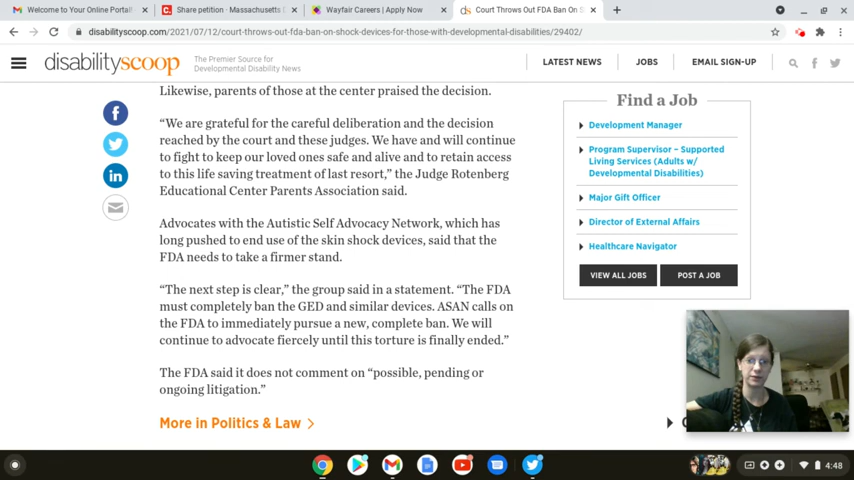 Welcome to Your Online Portal
Share petition · Massachusetts D
Wayfair Careers | Apply Now
Court Throws Out FDA Ban On S
disabilityscoop.com/2021/07/12/court-throws-out-fda-ban-on-shock-devices-for-those-with-developmental-disabilities/29402/
disabilityscoop
The Premier Source for
Developmental Disability News
LATEST NEWS
JOBS
EMAIL SIGN-UP
Likewise, parents of those at the center praised the decision.
“We are grateful for the careful deliberation and the decision
reached by the court and these judges. We have and will continue
to fight to keep our loved ones safe and alive and to retain access
to this life saving treatment of last resort,” the Judge Rotenberg
Educational Center Parents Association said.
Advocates with the Autistic Self Advocacy Network, which has
long pushed to end use of the skin shock devices, said that the
FDA needs to take a firmer stand.
“The next step is clear,” the group said in a statement. “The FDA
must completely ban the GED and similar devices. ASAN calls on
the FDA to immediately pursue a new, complete ban. We will
continue to advocate fiercely until this torture is finally ended.”
The FDA said it does not comment on “possible, pending or
ongoing litigation.”
More in Politics & Law >
Find a Job
Development Manager
Program Supervisor – Supported
Living Services (Adults w/
Developmental Disabilities)
Major Gift Officer
Director of External Affairs
Healthcare Navigator
VIEW ALL JOBS
POST A JOB
4:48